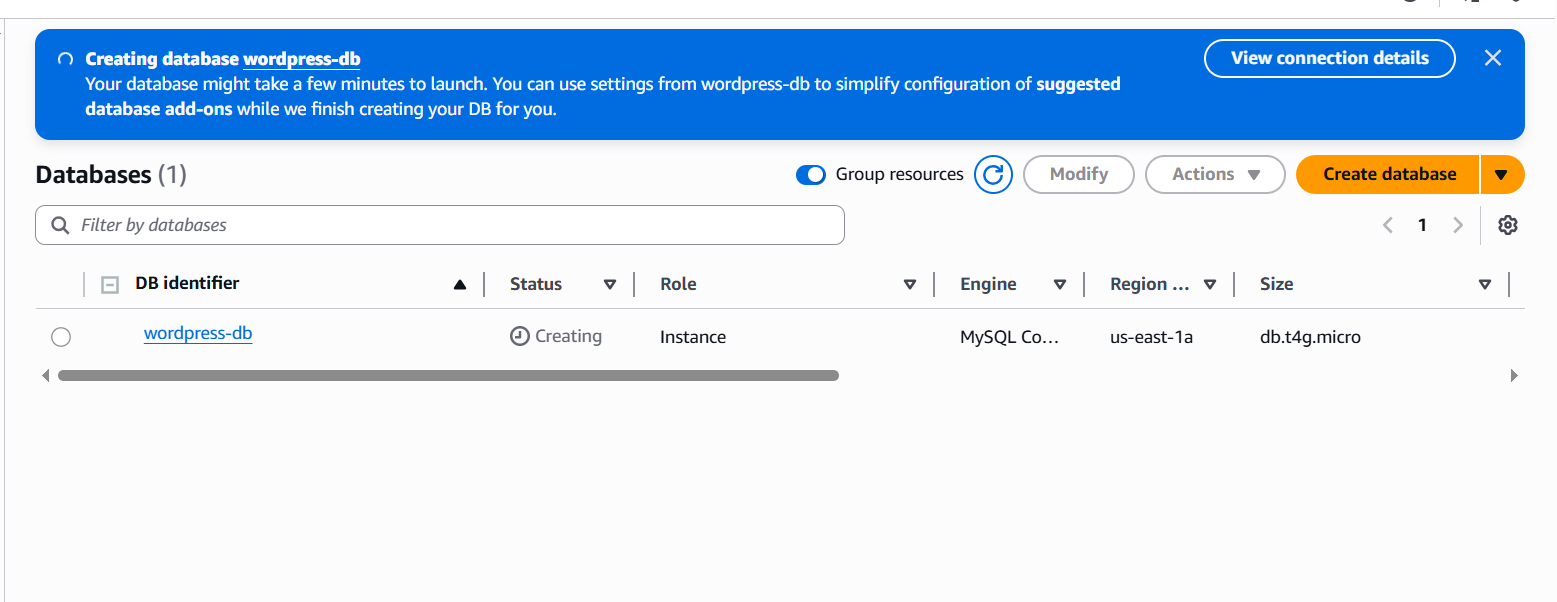 Creating database wordpress-db
View connection details
Your database might take a few minutes to launch. You can use settings from wordpress-db to simplify configuration of suggested
database add-ons while we finish creating your DB for you.
Databases (1)
Group resources
Modify
Actions
Create database
Filter by databases
1
DB identifier
Status
Role
Engine
Region ...
Size
wordpress-db
Creating
Instance
MySQL Co...
us-east-1a
db.t4g.micro